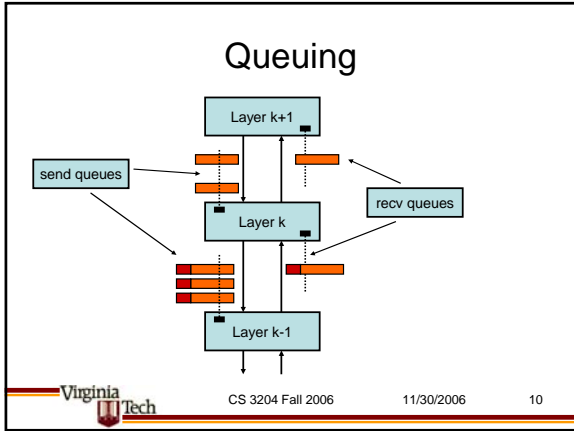 Queuing
Layer k+1
send queues
recv queues
Layer k
Layer k-1
Virginia Tech
CS 3204 Fall 2006
11/30/2006
10